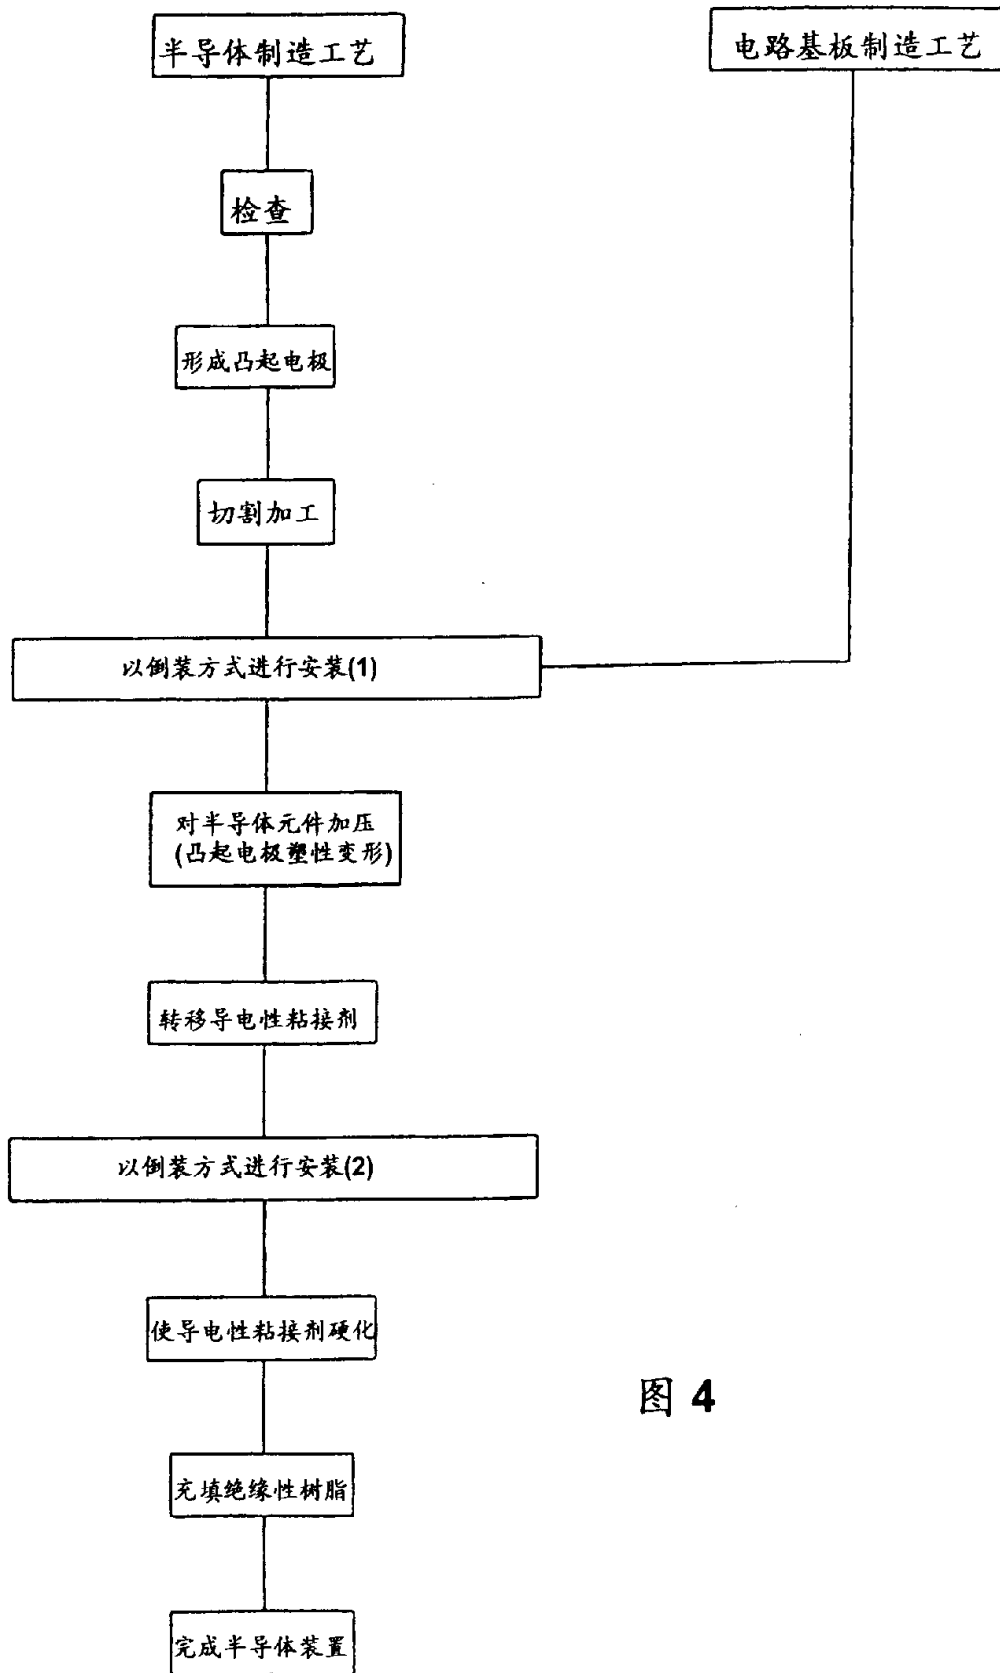 半导体制造工艺
电路基板制造工艺
检查
形成凸起电极
切割加工
以倒装方式进行安装(1)
对半导体元件加压
(凸起电极塑性变形)
转移导电性粘接剂
以倒装方式进行安装(2)
使导电性粘接剂硬化
图 4
充填绝缘性树脂
完成半导体装置